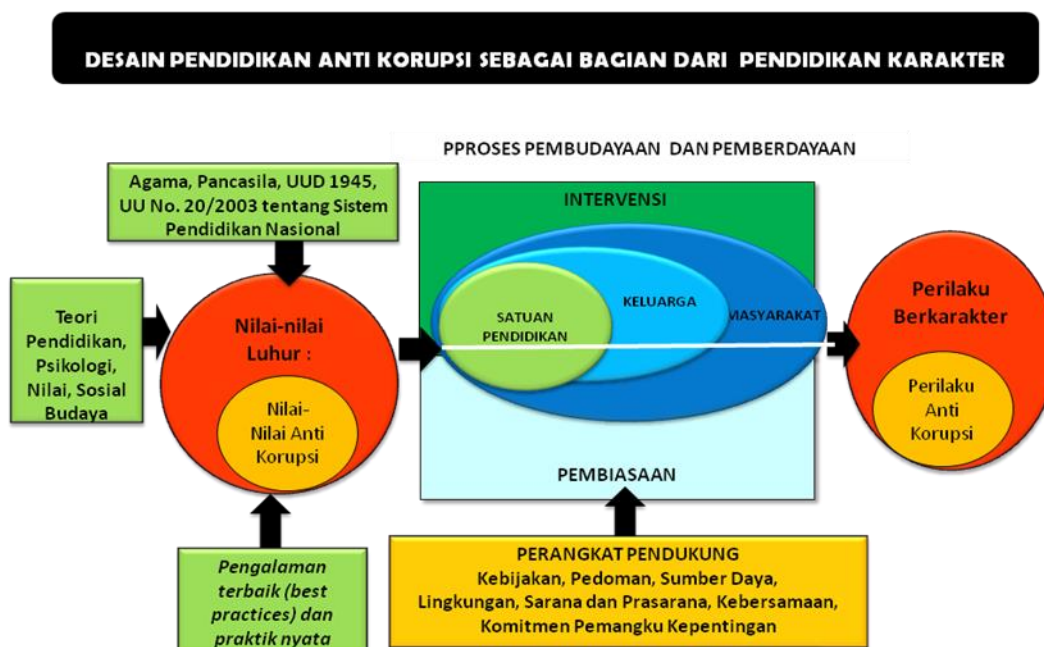 DESAIN PENDIDIKAN ANTI KORUPSI SEBAGAI BAGIAN DARI PENDIDIKAN KARAKTER
PPROSES PEMBUDAYAAN DAN PEMBERDAYAAN
Agama, Pancasila, UUD 1945,
UU No. 20/2003 tentang Sistem
Pendidikan Nasional
Teori
Pendidikan,
Psikologi,
Nilai, Sosial
Budaya
Nilai-nilai
Luhur :
Nilai-
Nilai Anti
Korupsi
Pengalaman
terbaik (best
practices) dan
praktik nyata
INTERVENSI
SATUAN
PENDIDIKAN
KELUARGA
MASYARAKAT
PEMBIASAAN
PERANGKAT PENDUKUNG
Kebijakan, Pedoman, Sumber Daya,
Lingkungan, Sarana dan Prasarana, Kebersamaan,
Komitmen Pemangku Kepentingan
Perilaku
Berkarakter
Perilaku
Anti
Korupsi